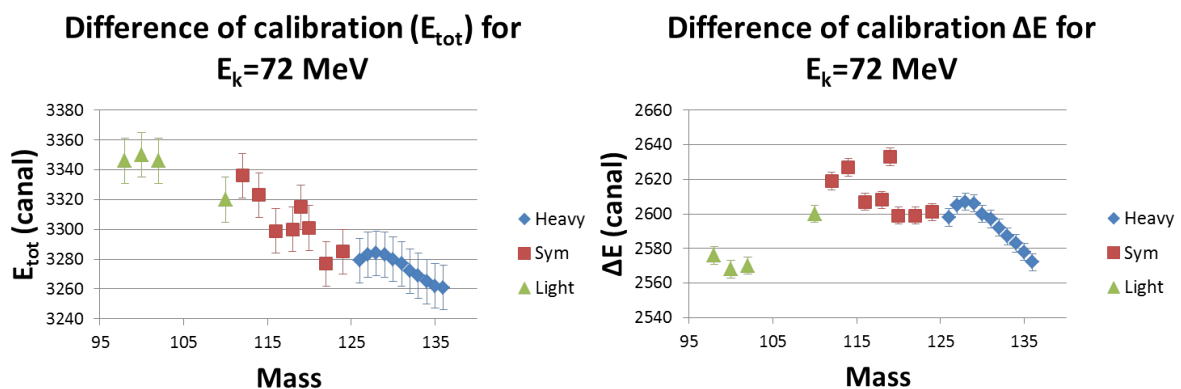 Difference of calibration (Etot) for
Ek=72 MeV
3380
3360
3340
3320
3300
3280
3260
3240
95 105 115 125 135
Etot (canal)
Mass
Heavy
Sym
Light
Difference of calibration ΔE for
Ek=72 MeV
2660
2640
2620
2600
2580
2560
2540
95 105 115 125 135
ΔE (canal)
Mass
Heavy
Sym
Light